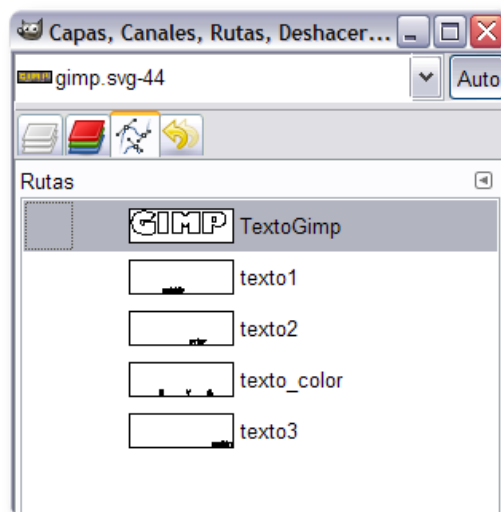 Capas, Canales, Rutas, Deshacer...
gimp.svg-44
Auto
Rutas
GIMP TextoGimp
texto1
texto2
texto_color
texto3